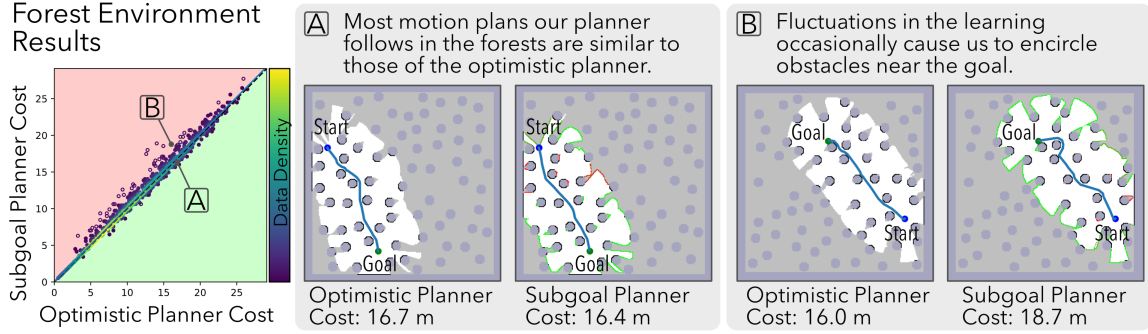 Forest Environment
Results
Subgoal Planner Cost
25
20
15
10
5
0
0 5 10 15 20 25
Optimistic Planner Cost
B
A
Data Density
A
Most motion plans our planner
follows in the forests are similar to
those of the optimistic planner.
Start
Goal
Optimistic Planner
Cost: 16.7 m
Start
Goal
Subgoal Planner
Cost: 16.4 m
B
Fluctuations in the learning
occasionally cause us to encircle
obstacles near the goal.
Goal
Start
Optimistic Planner
Cost: 16.0 m
Goal
Start
Subgoal Planner
Cost: 18.7 m